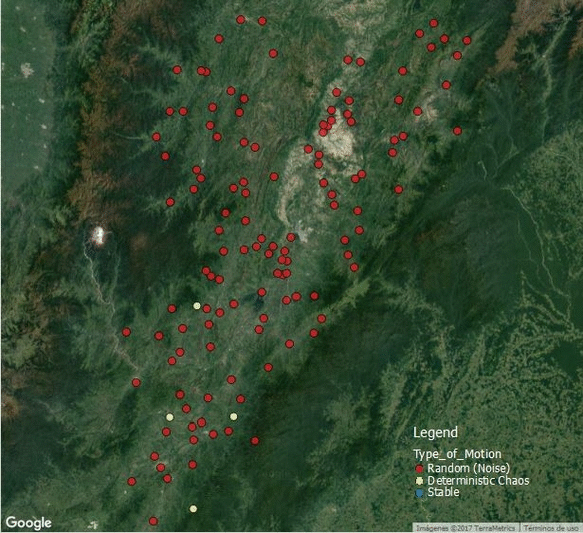 Legend
Type_of_Motion
Random (Noise)
Deterministic Chaos
Stable
Google
Imágenes ©2017 TerraMetrics
Términos de uso